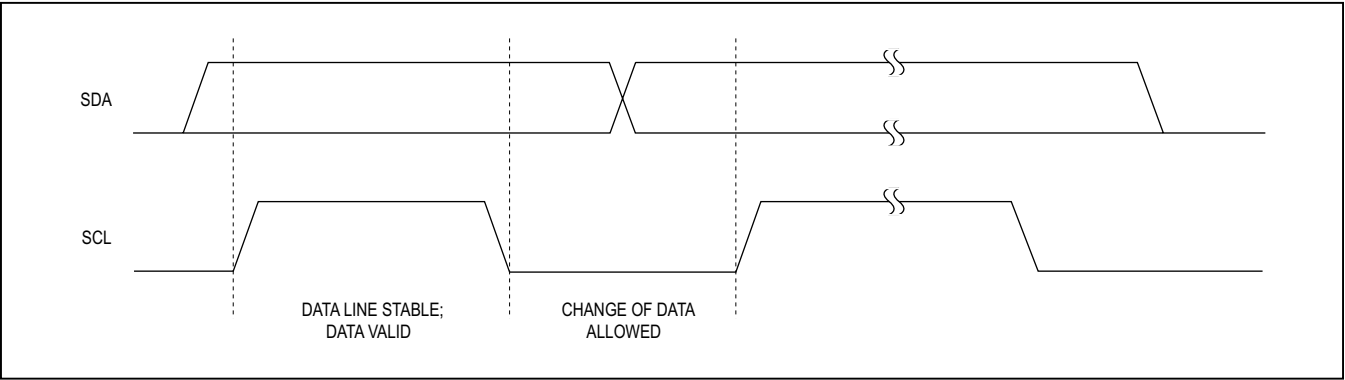 SDA
SCL
DATA LINE STABLE;
DATA VALID
CHANGE OF DATA
ALLOWED